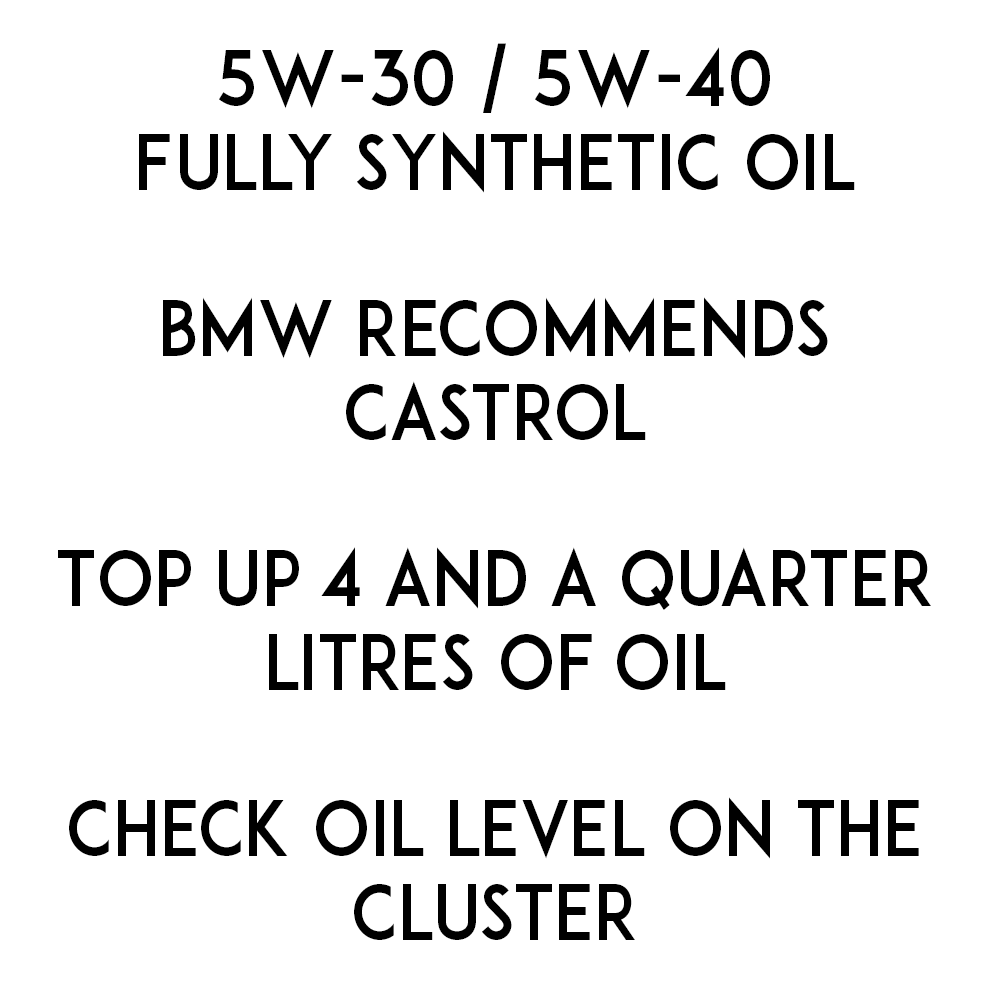 5W-30 / 5W-40
FULLY SYNTHETIC OIL
BMW RECOMMENDS
CASTROL
TOP UP 4 AND A QUARTER
LITRES OF OIL
CHECK OIL LEVEL ON THE
CLUSTER